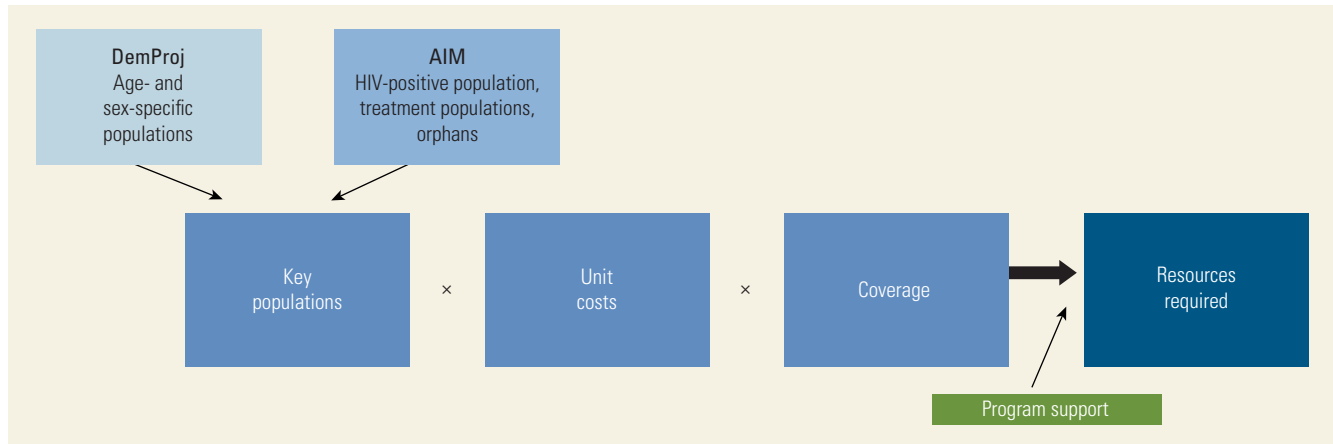 DemProj
Age- and
sex-specific
populations
AIM
HIV-positive population,
treatment populations,
orphans
Key
populations
×
Unit
costs
×
Coverage
Resources
required
Program support